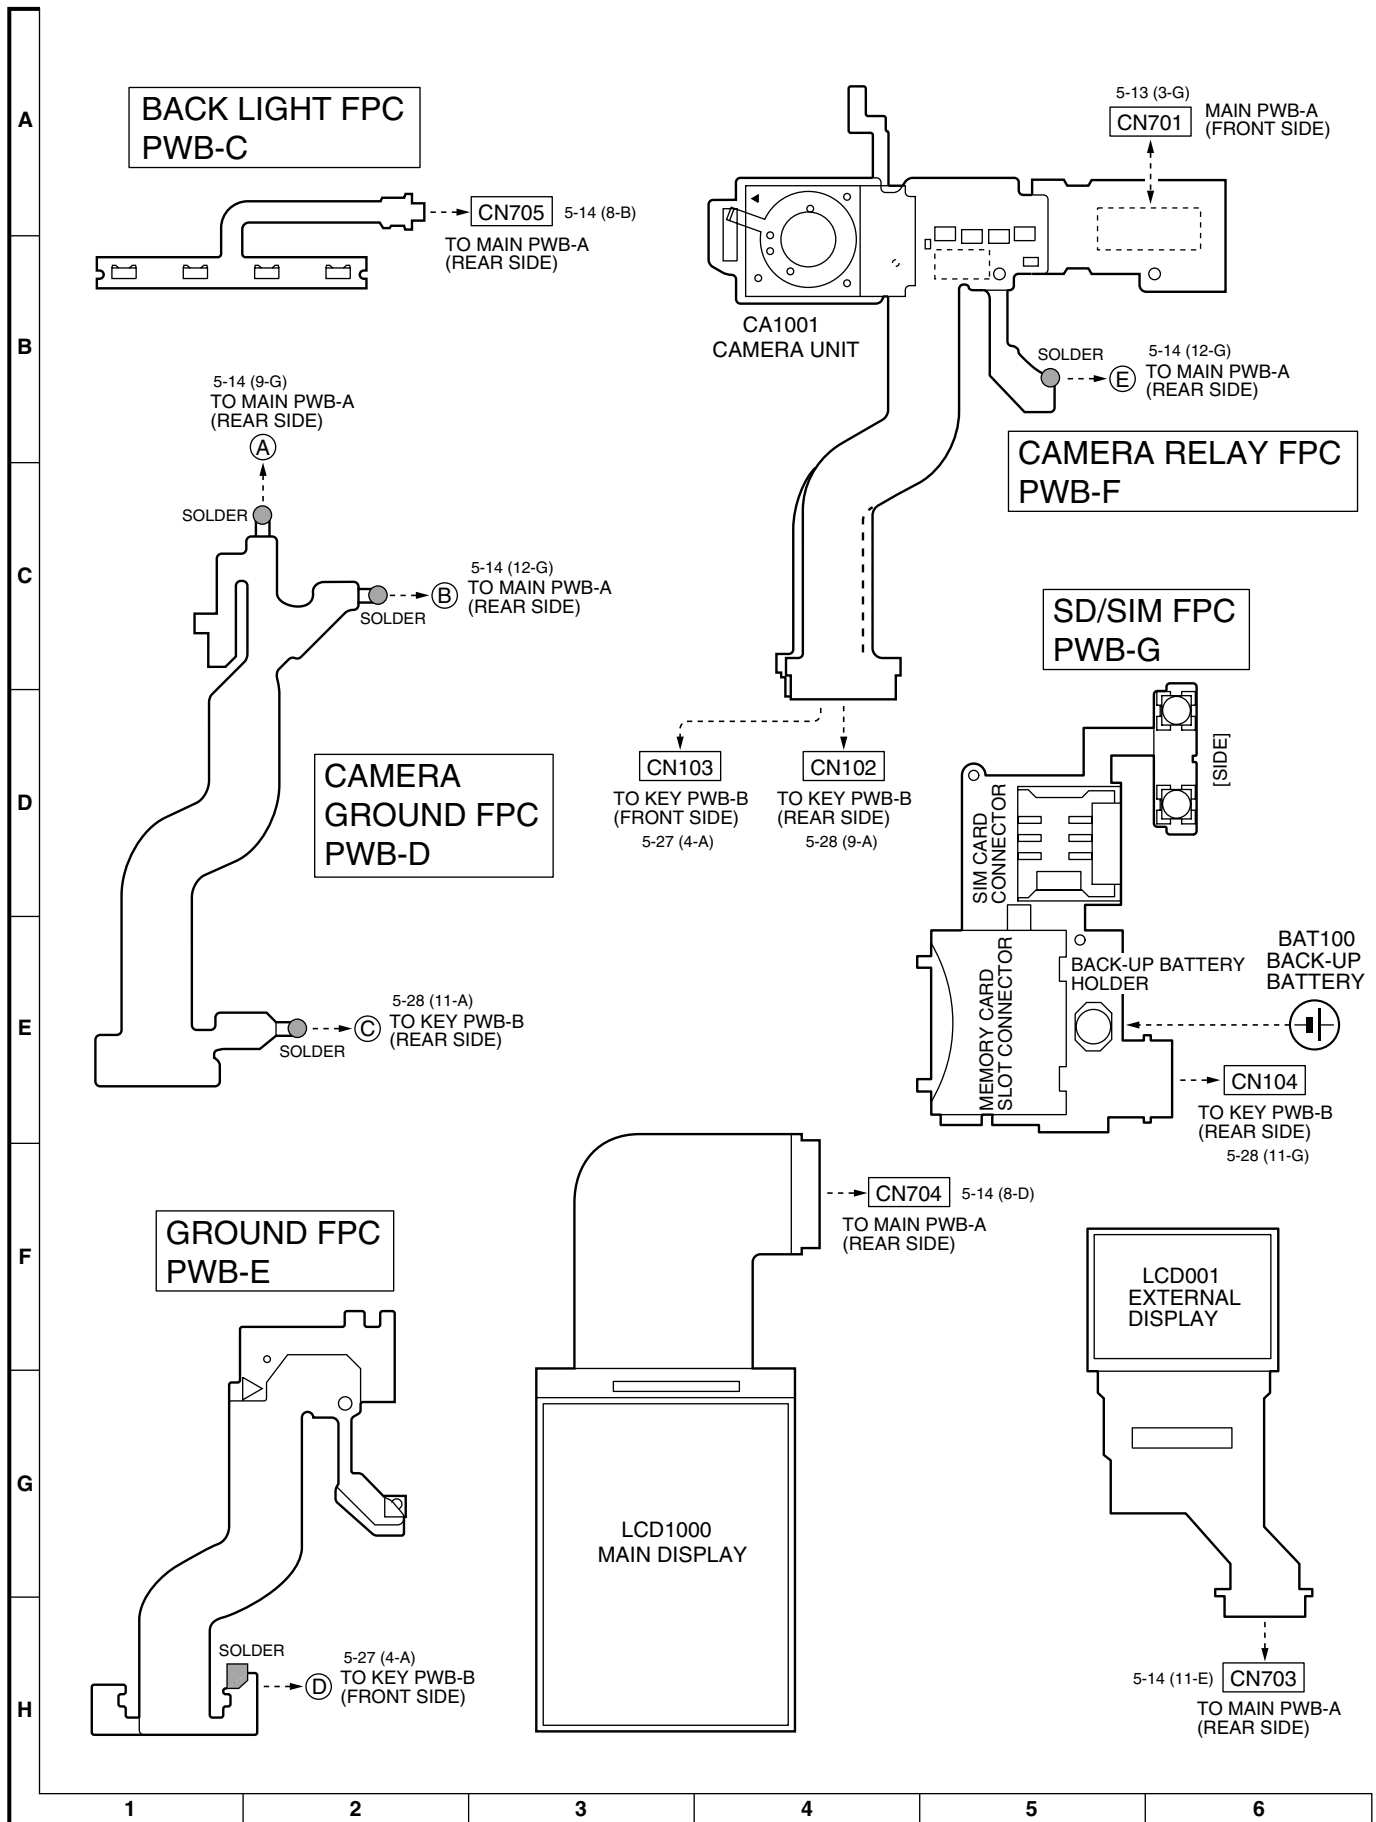 A
B
C
D
E
F
G
H
1
2
3
4
5
6
BACK LIGHT FPC
PWB-C
CN705
5-14 (8-B)
TO MAIN PWB-A
(REAR SIDE)
5-13 (3-G)
CN701
MAIN PWB-A
(FRONT SIDE)
CA1001
CAMERA UNIT
SOLDER
E
5-14 (12-G)
TO MAIN PWB-A
(REAR SIDE)
CAMERA RELAY FPC
PWB-F
5-14 (9-G)
TO MAIN PWB-A
(REAR SIDE)
A
SOLDER
5-14 (12-G)
TO MAIN PWB-A
(REAR SIDE)
B
SOLDER
CAMERA
GROUND FPC
PWB-D
5-28 (11-A)
TO KEY PWB-B
(REAR SIDE)
C
SOLDER
CN103
TO KEY PWB-B
(FRONT SIDE)
5-27 (4-A)
CN102
TO KEY PWB-B
(REAR SIDE)
5-28 (9-A)
SD/SIM FPC
PWB-G
[SIDE]
SIM CARD
CONNECTOR
MEMORY CARD
SLOT CONNECTOR
BACK-UP BATTERY
HOLDER
BAT100
BACK-UP
BATTERY
CN104
TO KEY PWB-B
(REAR SIDE)
5-28 (11-G)
GROUND FPC
PWB-E
SOLDER
D
5-27 (4-A)
TO KEY PWB-B
(FRONT SIDE)
CN704
5-14 (8-D)
TO MAIN PWB-A
(REAR SIDE)
LCD1000
MAIN DISPLAY
LCD001
EXTERNAL
DISPLAY
5-14 (11-E)
CN703
TO MAIN PWB-A
(REAR SIDE)